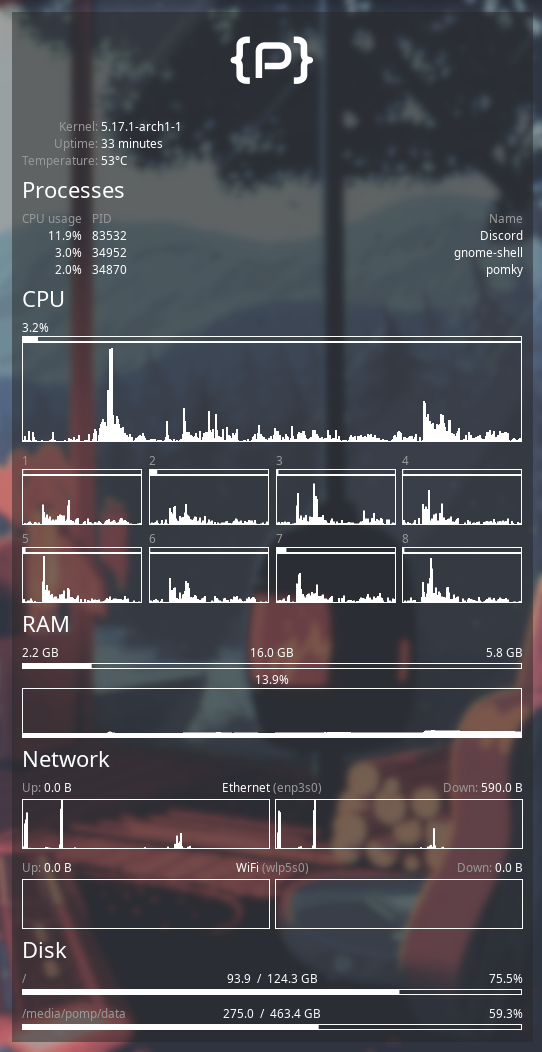 {P}
Kernel: 5.17.1-arch1-1
Uptime: 33 minutes
Temperature: 53°C
Processes
CPU usage PID Name
11.9% 83532 Discord
3.0% 34952 gnome-shell
2.0% 34870 pomky
CPU
3.2%
1 2 3 4
5 6 7 8
RAM
2.2 GB 16.0 GB 5.8 GB
13.9%
Network
Up: 0.0 B Ethernet (enp3s0) Down: 590.0 B
Up: 0.0 B WiFi (wlp5s0) Down: 0.0 B
Disk
/ 93.9 / 124.3 GB 75.5%
/media/pomp/data 275.0 / 463.4 GB 59.3%